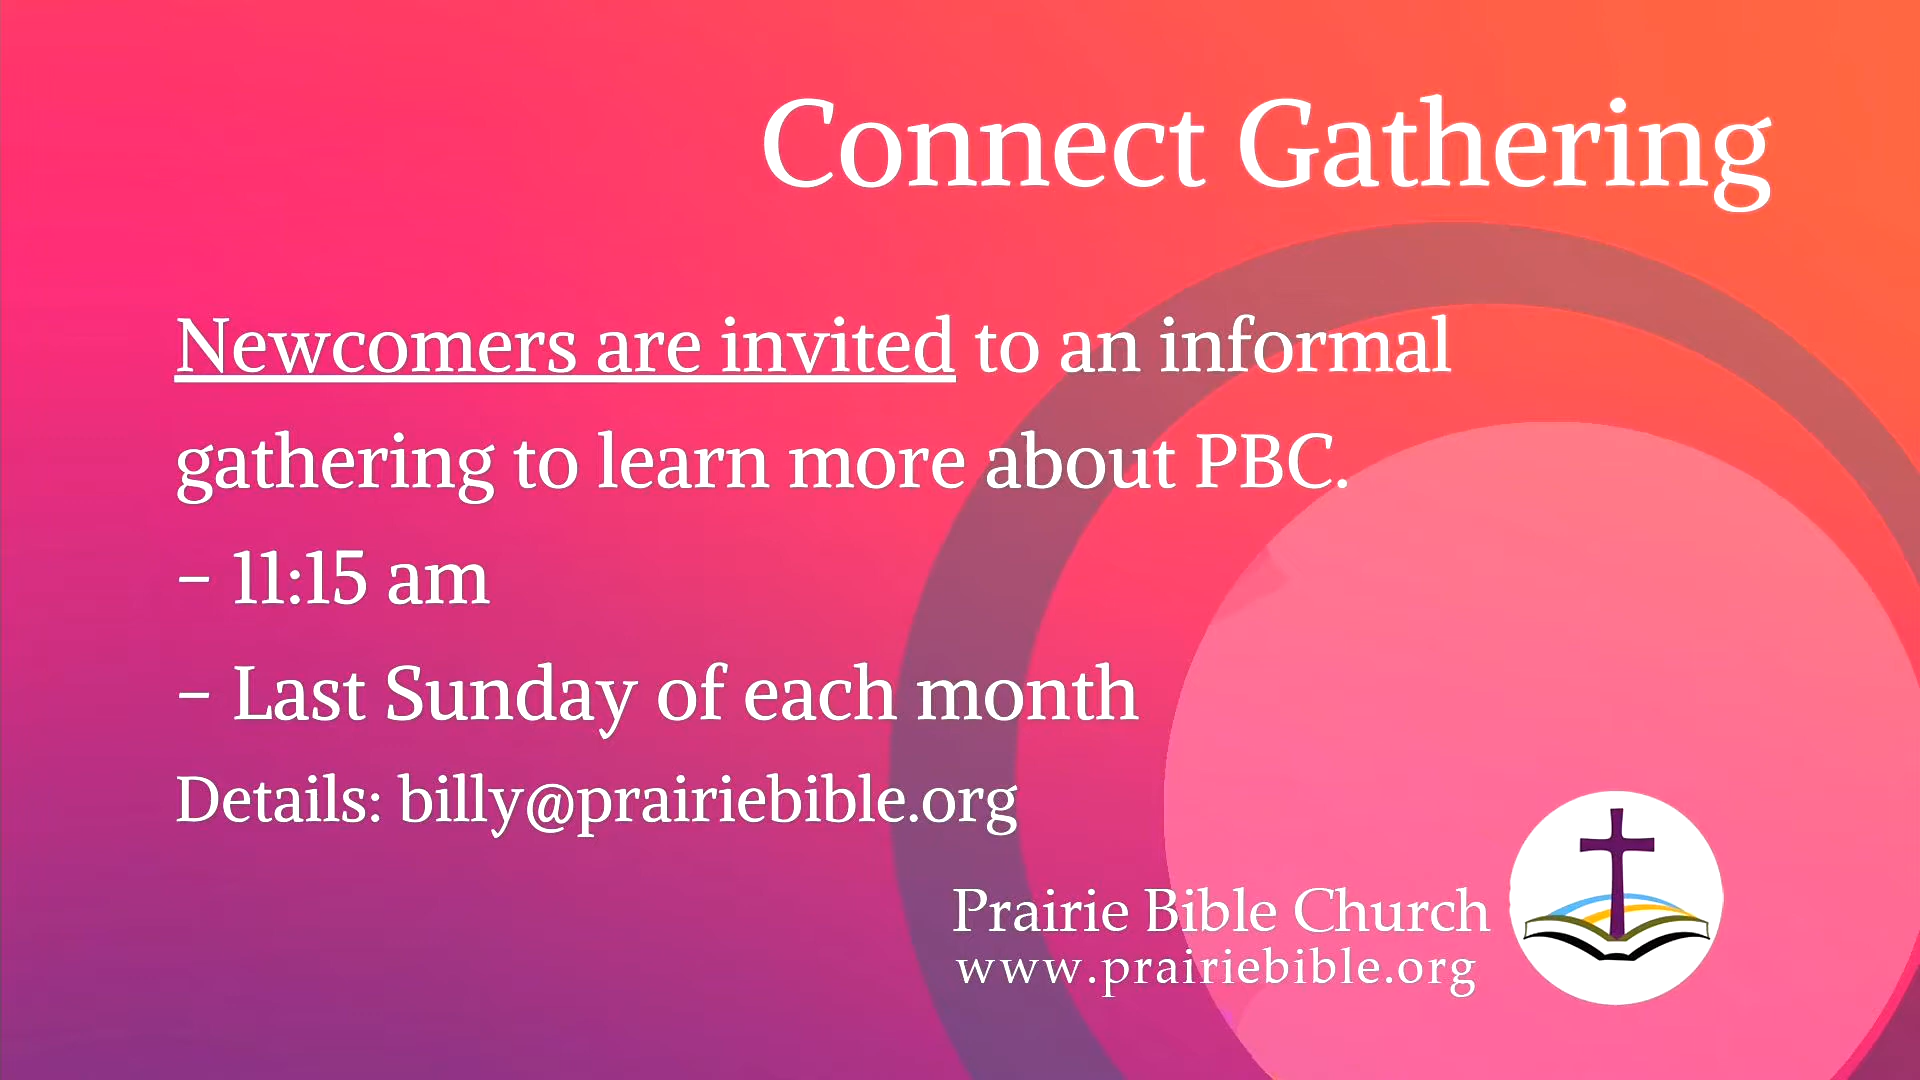 Connect Gathering
Newcomers are invited to an informal
gathering to learn more about PBC.
– 11:15 am
– Last Sunday of each month
Details: billy@prairiebible.org
Prairie Bible Church
www.prairiebible.org